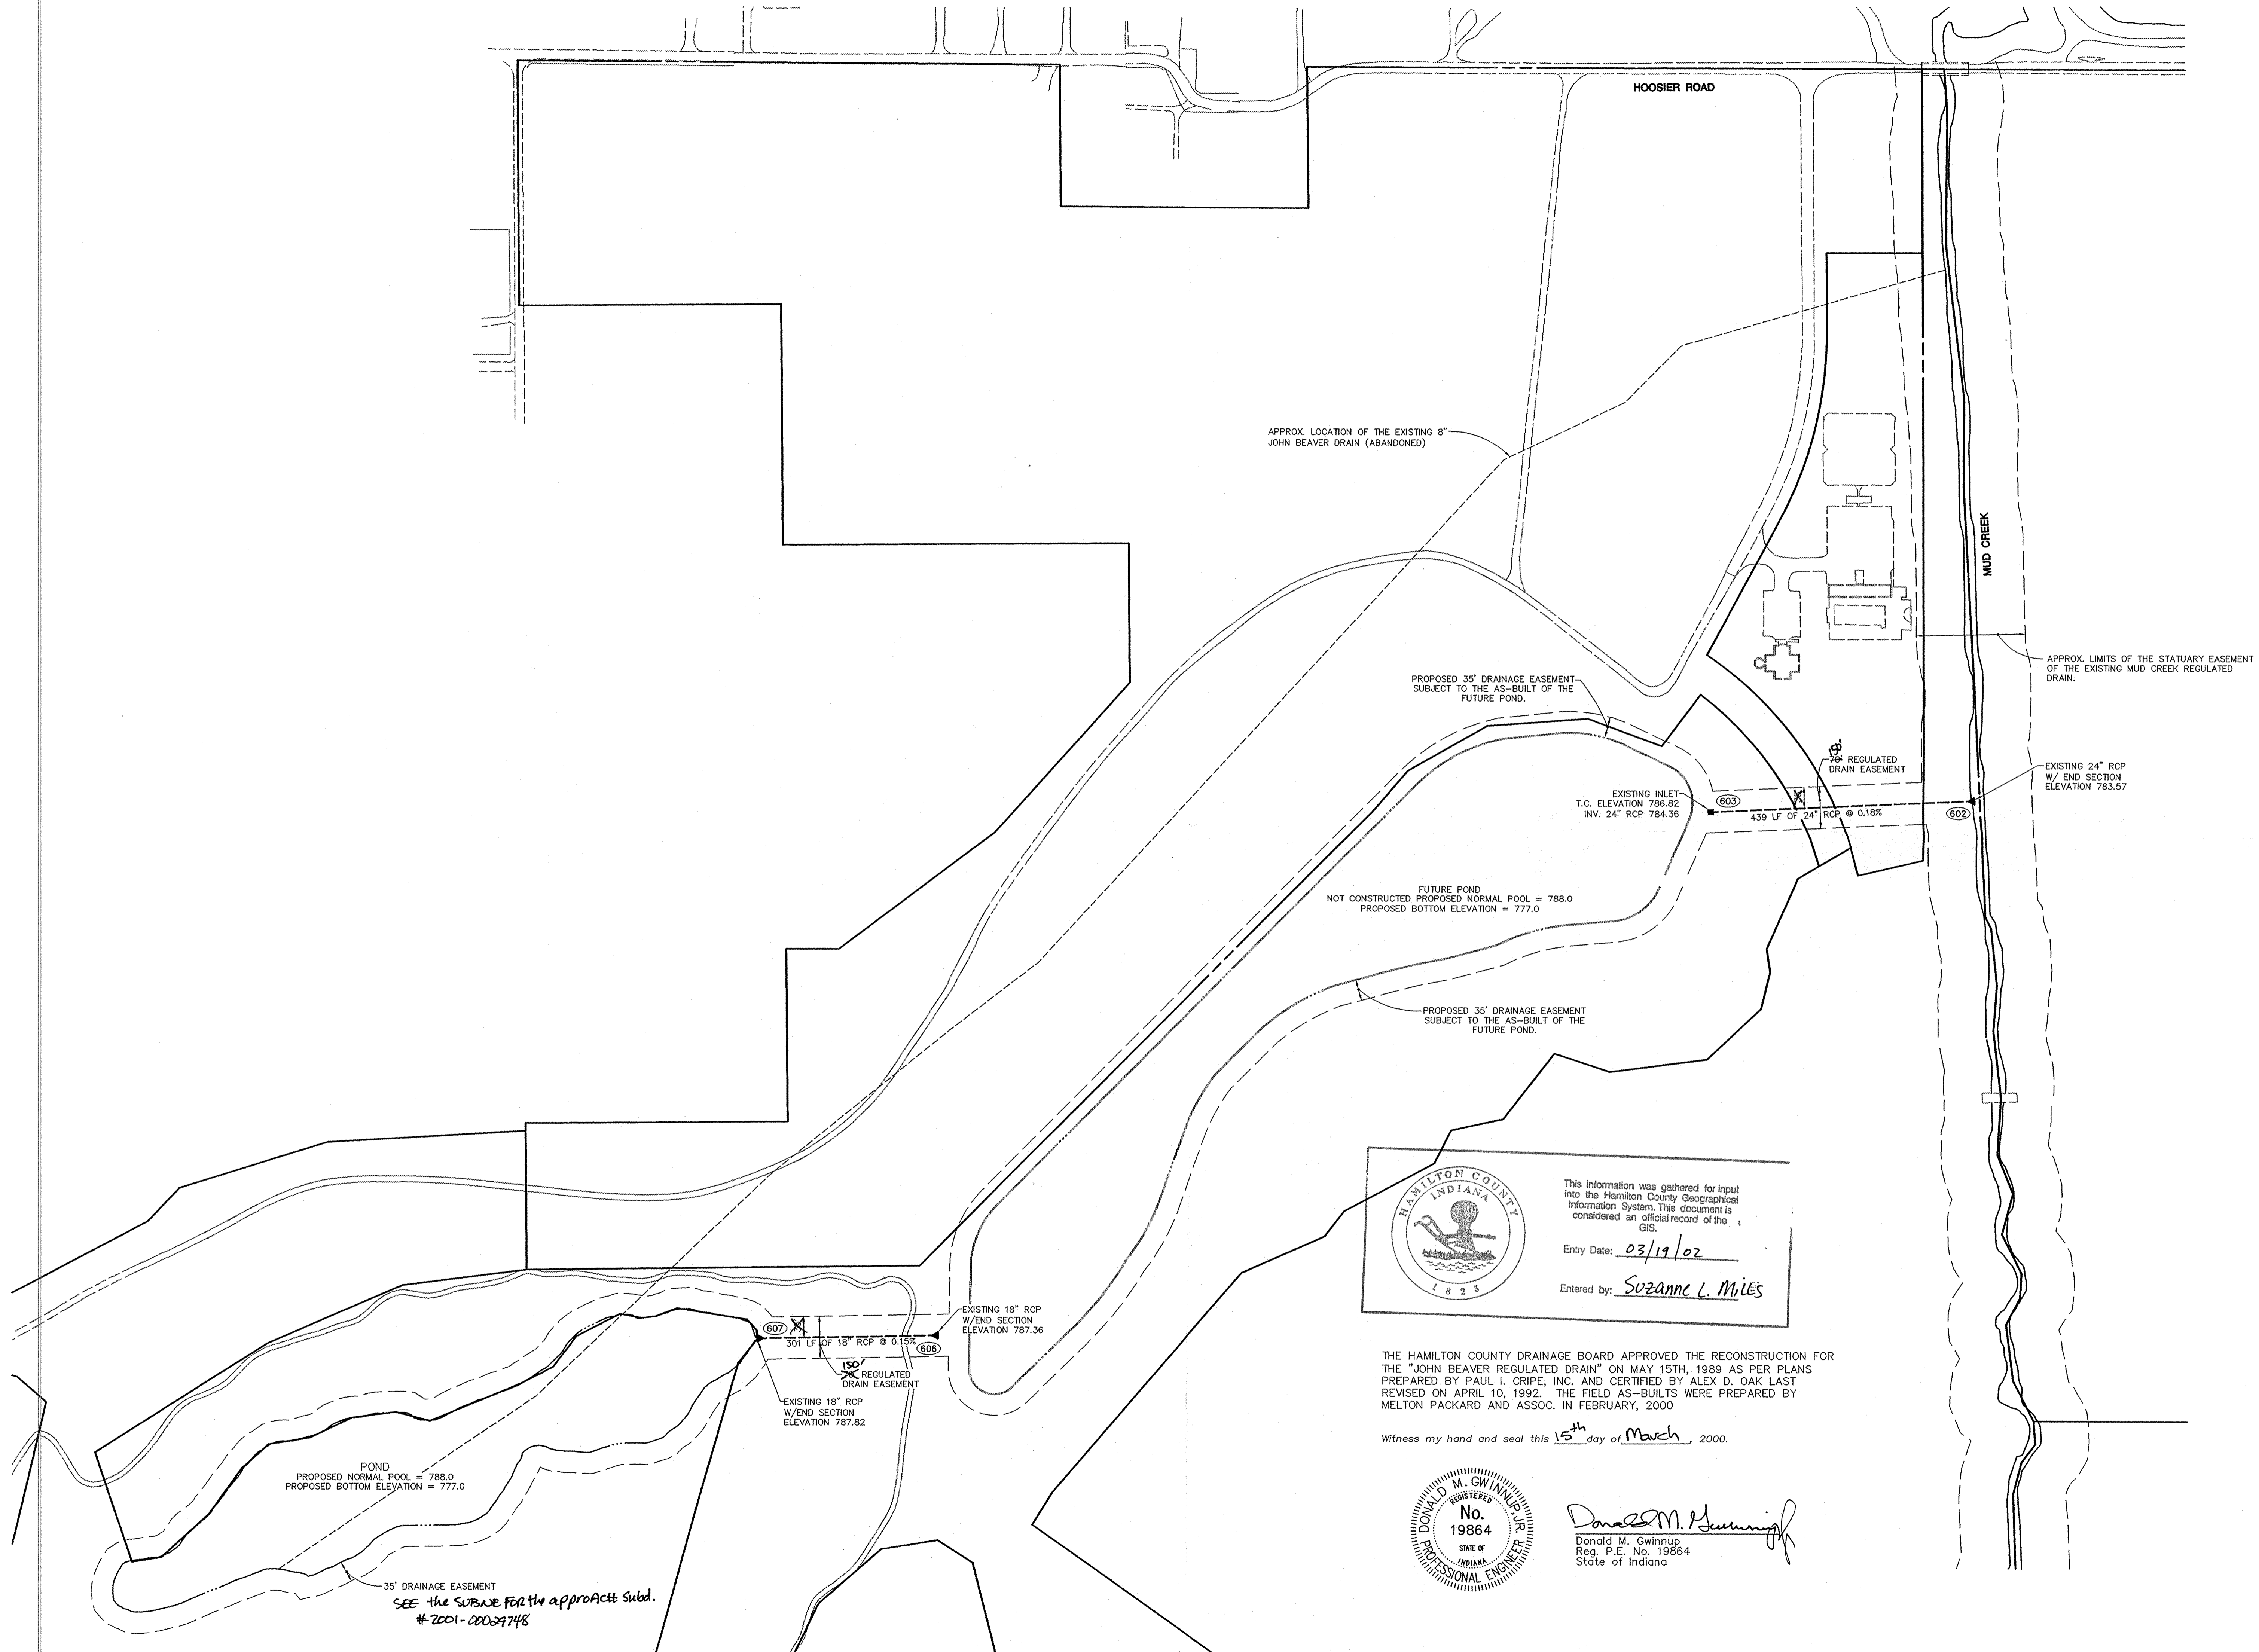 HOOSIER ROAD
APPROX. LOCATION OF THE EXISTING 8"
JOHN BEAVER DRAIN (ABANDONED)
MUD CREEK
APPROX. LIMITS OF THE STATUARY EASEMENT
OF THE EXISTING MUD CREEK REGULATED
DRAIN.
PROPOSED 35' DRAINAGE EASEMENT
SUBJECT TO THE AS-BUILT OF THE
FUTURE POND.
REGULATED
DRAIN EASEMENT
EXISTING 24" RCP
W/ END SECTION
ELEVATION 783.57
EXISTING INLET
T.C. ELEVATION 786.82
INV. 24" RCP 784.36
603
439 LF OF 24" RCP @ 0.18%
602
FUTURE POND
NOT CONSTRUCTED PROPOSED NORMAL POOL = 788.0
PROPOSED BOTTOM ELEVATION = 777.0
PROPOSED 35' DRAINAGE EASEMENT
SUBJECT TO THE AS-BUILT OF THE
FUTURE POND.
HAMILTON COUNTY
INDIANA
1823
This information was gathered for input
into the Hamilton County Geographical
Information System. This document is
considered an official record of the
GIS.
Entry Date: 03/19/02
Entered by: Suzanne L. Miles
EXISTING 18" RCP
W/END SECTION
ELEVATION 787.36
607
301 LF OF 18" RCP @ 0.15%
606
150'
REGULATED
DRAIN EASEMENT
EXISTING 18" RCP
W/END SECTION
ELEVATION 787.82
THE HAMILTON COUNTY DRAINAGE BOARD APPROVED THE RECONSTRUCTION FOR
THE "JOHN BEAVER REGULATED DRAIN" ON MAY 15TH, 1989 AS PER PLANS
PREPARED BY PAUL I. CRIPE, INC. AND CERTIFIED BY ALEX D. OAK LAST
REVISED ON APRIL 10, 1992. THE FIELD AS-BUILTS WERE PREPARED BY
MELTON PACKARD AND ASSOC. IN FEBRUARY, 2000
Witness my hand and seal this 15th day of March, 2000.
POND
PROPOSED NORMAL POOL = 788.0
PROPOSED BOTTOM ELEVATION = 777.0
DONALD M. GWINNUP, JR.
REGISTERED
No.
19864
STATE OF
INDIANA
PROFESSIONAL ENGINEER
Donald M. Gwinnup
Donald M. Gwinnup
Reg. P.E. No. 19864
State of Indiana
35' DRAINAGE EASEMENT
SEE the FOR the approAch Subd.
# 2001-00029748